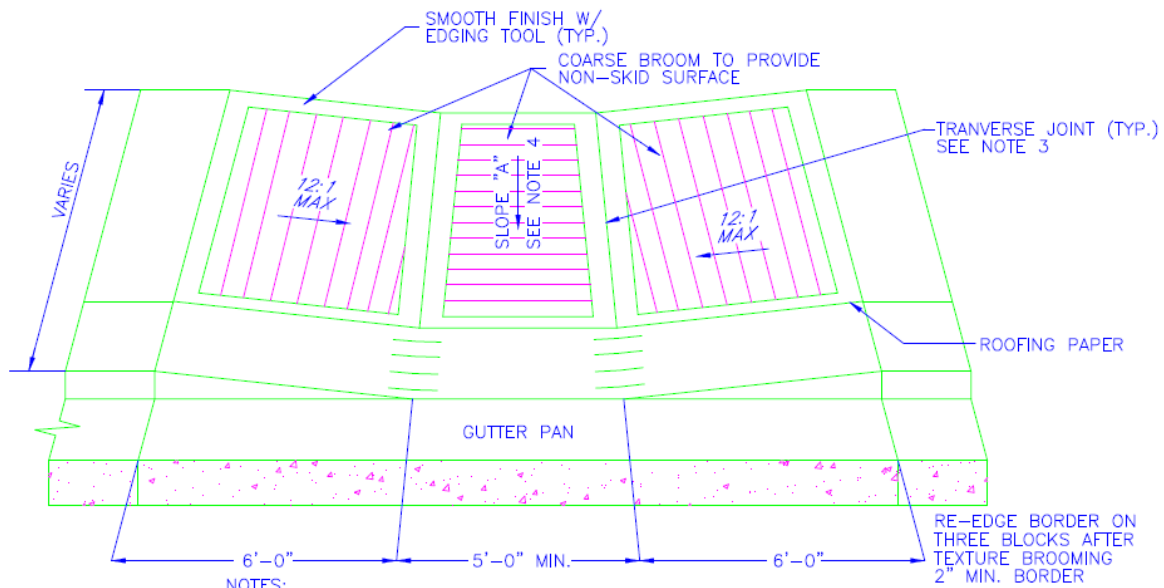 SMOOTH FINISH W/
EDGING TOOL (TYP.)
COARSE BROOM TO PROVIDE
NON-SKID SURFACE
TRANVERSE JOINT (TYP.)
SEE NOTE 3
VARIES
12:1
MAX
SLOPE "A"
SEE NOTE 4
12:1
MAX
ROOFING PAPER
GUTTER PAN
RE-EDGE BORDER ON
THREE BLOCKS AFTER
TEXTURE BROOMING
2" MIN. BORDER
6'-0"
5'-0" MIN.
6'-0"
NOTES: